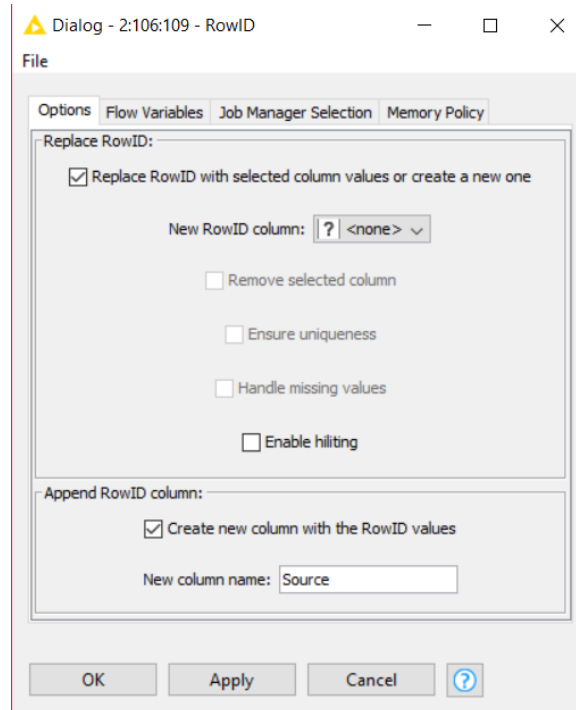 Dialog - 2:106:109 - RowID
File
Options Flow Variables Job Manager Selection Memory Policy
Replace RowID:
Replace RowID with selected column values or create a new one
New RowID column: ? <none>
Remove selected column
Ensure uniqueness
Handle missing values
Enable hiliting
Append RowID column:
Create new column with the RowID values
New column name: Source
OK Apply Cancel ?